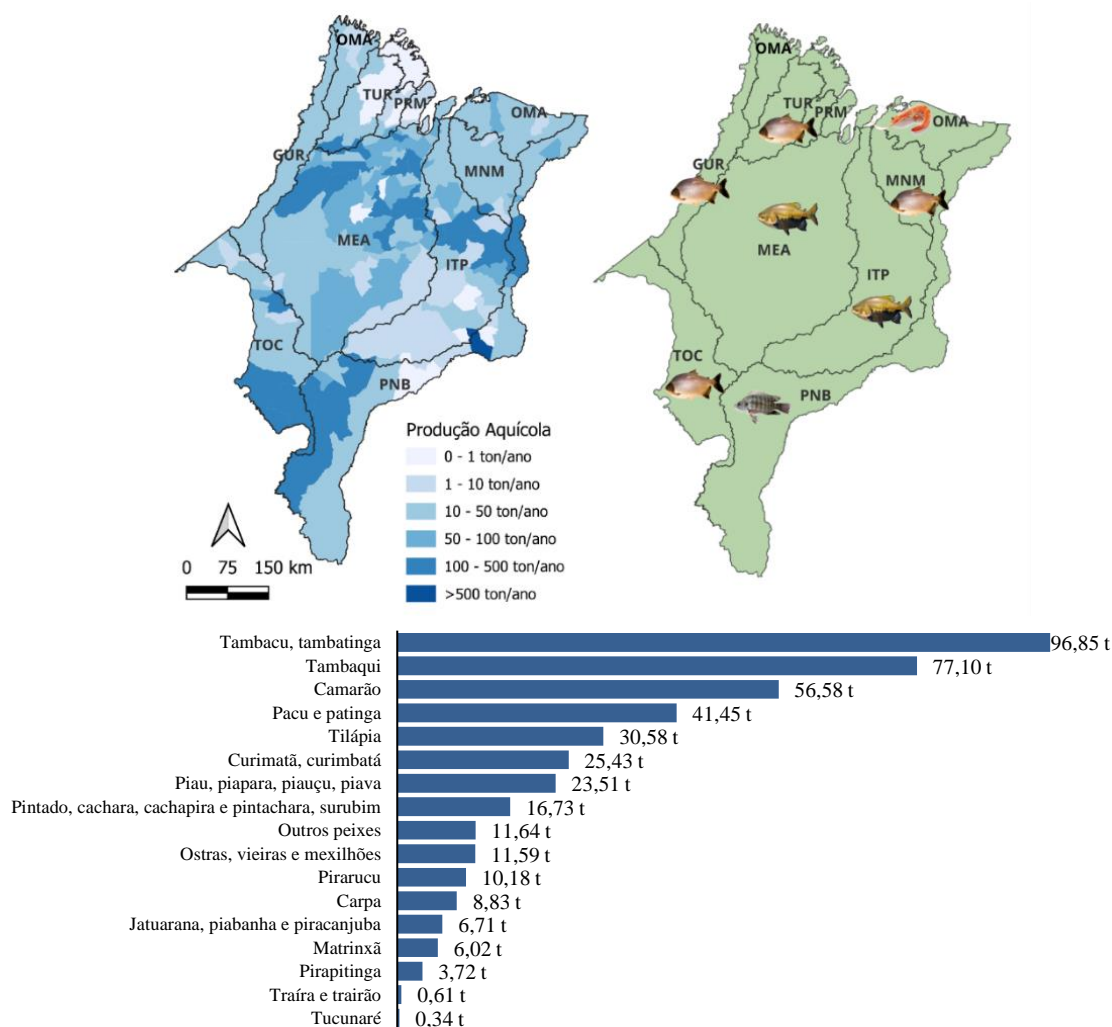 OMA
TUR
PRM
OMA
GUR
MNM
MEA
ITP
TOC
PNB
Produção Aquícola
0 - 1 ton/ano
1 - 10 ton/ano
10 - 50 ton/ano
50 - 100 ton/ano
100 - 500 ton/ano
>500 ton/ano
0 75 150 km
OMA
TUR
PRM
OMA
GUR
MNM
MEA
ITP
TOC
PNB
Tambacu, tambatinga 96,85 t
Tambaqui 77,10 t
Camarão 56,58 t
Pacu e patinga 41,45 t
Tilápia 30,58 t
Curimatã, curimbatá 25,43 t
Piau, piapara, piauçu, piava 23,51 t
Pintado, cachara, cachapira e pintachara, surubim 16,73 t
Outros peixes 11,64 t
Ostras, vieiras e mexilhões 11,59 t
Pirarucu 10,18 t
Carpa 8,83 t
Jatuarana, piabanha e piracanjuba 6,71 t
Matrinxã 6,02 t
Pirapitinga 3,72 t
Traíra e trairão 0,61 t
Tucunaré 0,34 t